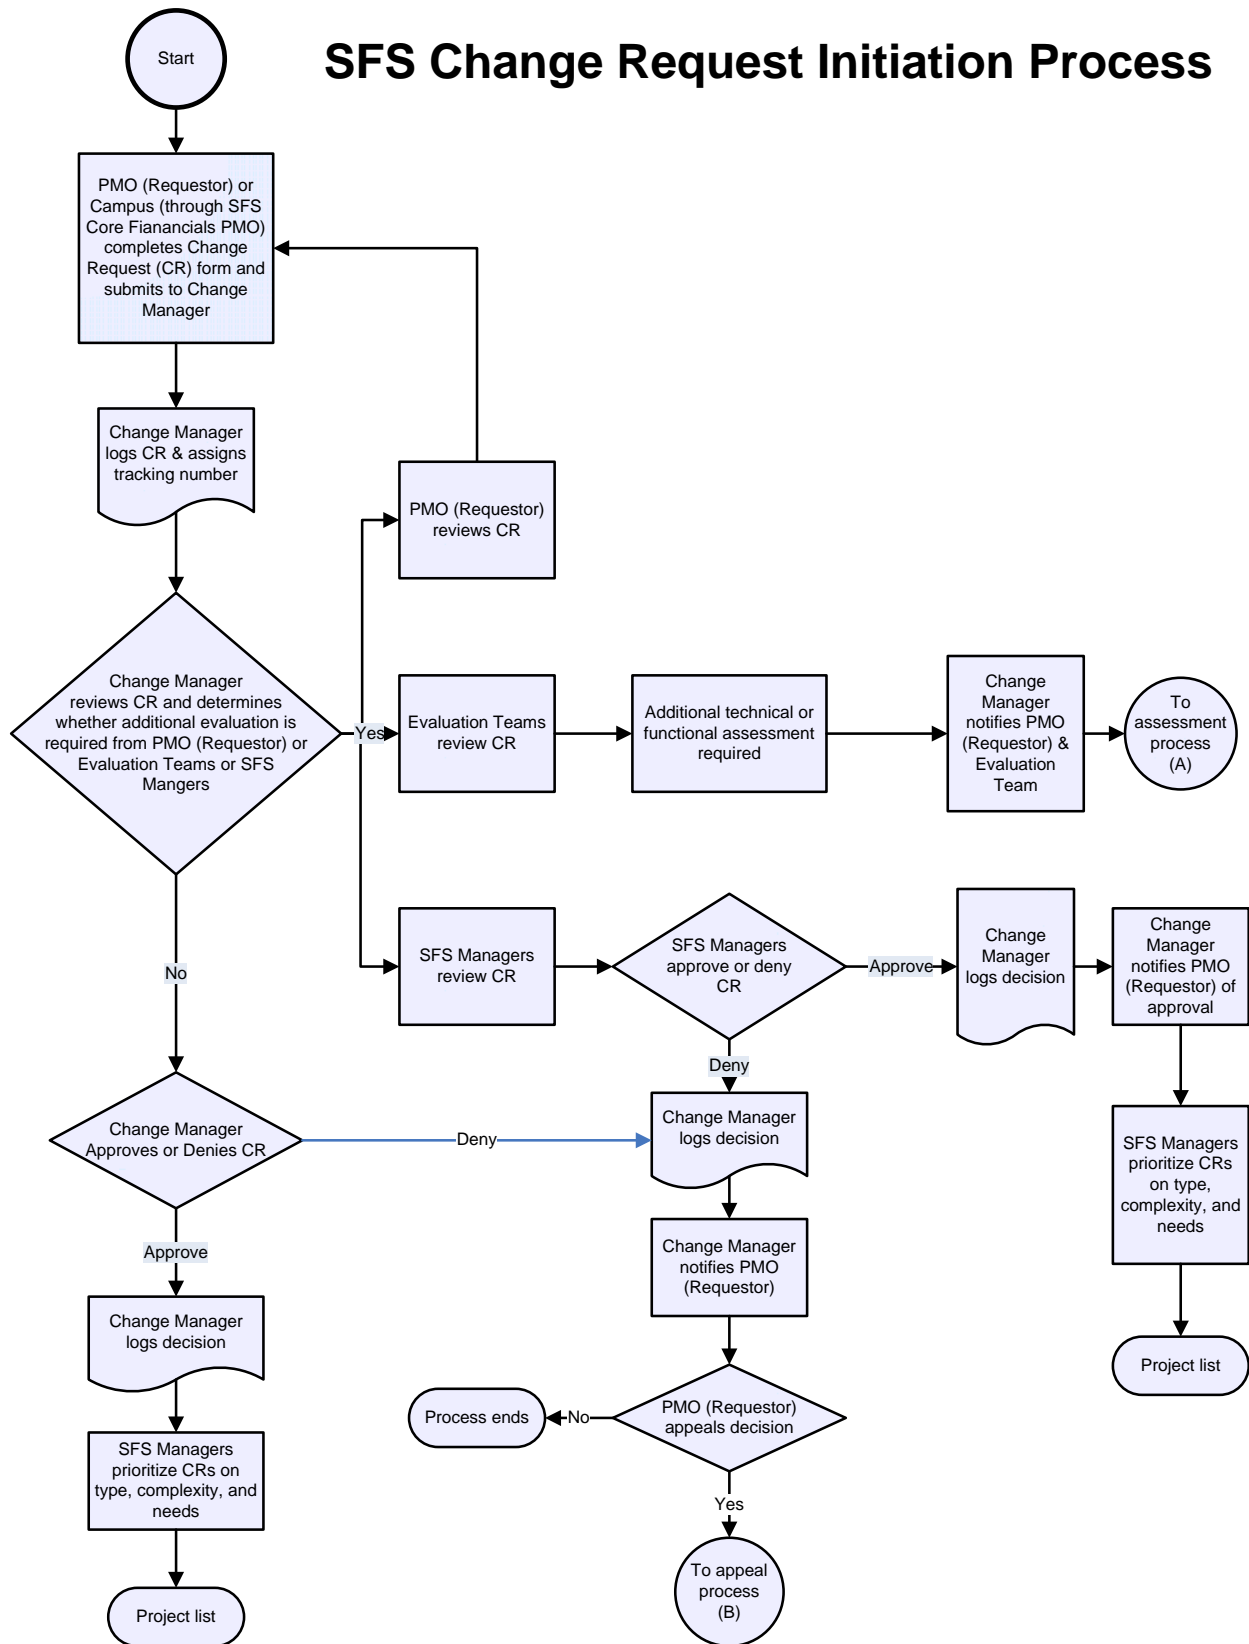 Start
SFS Change Request Initiation Process
PMO (Requestor) or
Campus (through SFS
Core Fianancials PMO)
completes Change
Request (CR) form and
submits to Change
Manager
Change Manager
logs CR & assigns
tracking number
PMO (Requestor)
reviews CR
Change Manager
reviews CR and determines
whether additional evaluation is
required from PMO (Requestor) or
Evaluation Teams or SFS
Mangers
Yes
Evaluation Teams
review CR
Additional technical or
functional assessment
required
Change
Manager
notifies PMO
(Requestor) &
Evaluation
Team
To
assessment
process
(A)
No
SFS Managers
review CR
SFS Managers
approve or deny
CR
Approve
Change
Manager
logs decision
Change
Manager
notifies PMO
(Requestor) of
approval
Deny
Change Manager
Approves or Denies CR
Deny
Change Manager
logs decision
SFS Managers
prioritize CRs
on type,
complexity, and
needs
Approve
Change Manager
notifies PMO
(Requestor)
Change Manager
logs decision
Project list
Process ends
No
PMO (Requestor)
appeals decision
SFS Managers
prioritize CRs on
type, complexity, and
needs
Yes
To appeal
process
(B)
Project list